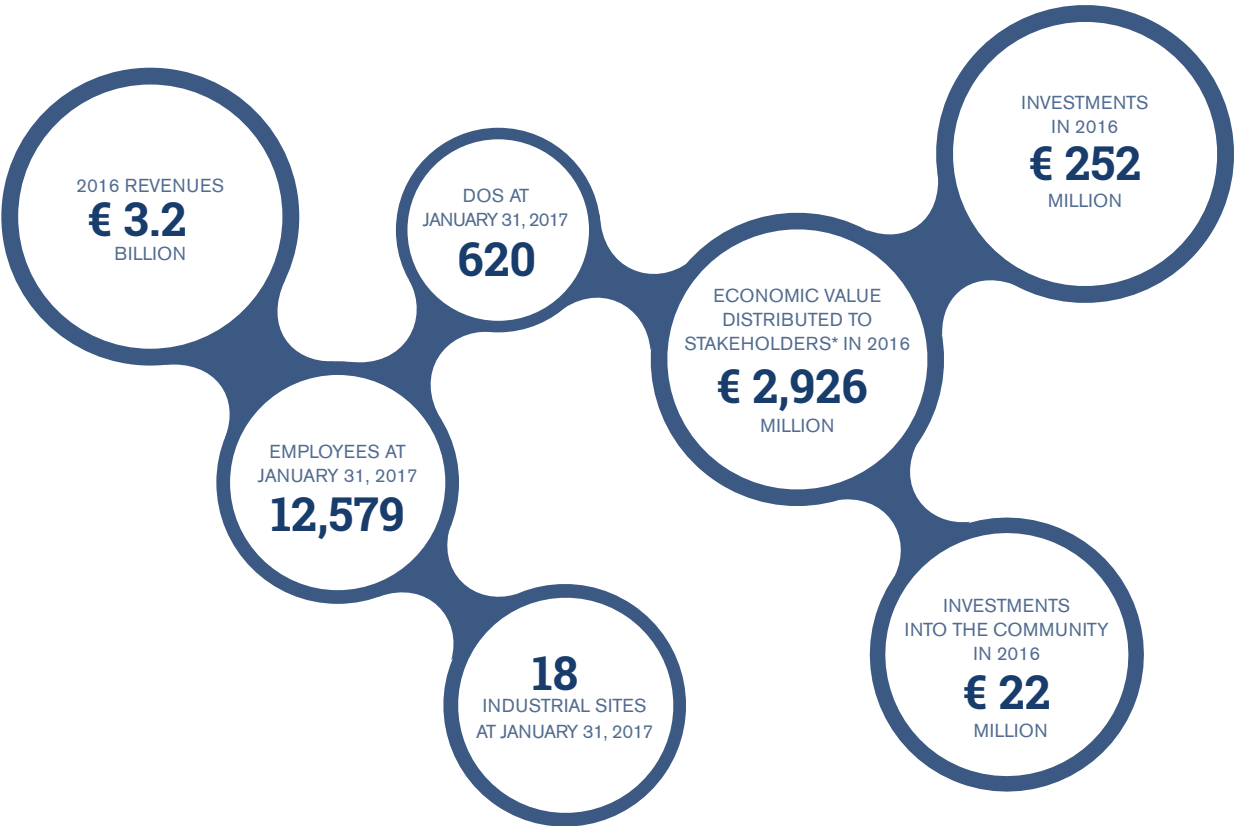 2016 REVENUES
€ 3.2
BILLION
DOS AT
JANUARY 31, 2017
620
INVESTMENTS
IN 2016
€ 252
MILLION
ECONOMIC VALUE
DISTRIBUTED TO
STAKEHOLDERS* IN 2016
€ 2,926
MILLION
EMPLOYEES AT
JANUARY 31, 2017
12,579
18
INDUSTRIAL SITES
AT JANUARY 31, 2017
INVESTMENTS
INTO THE COMMUNITY
IN 2016
€ 22
MILLION